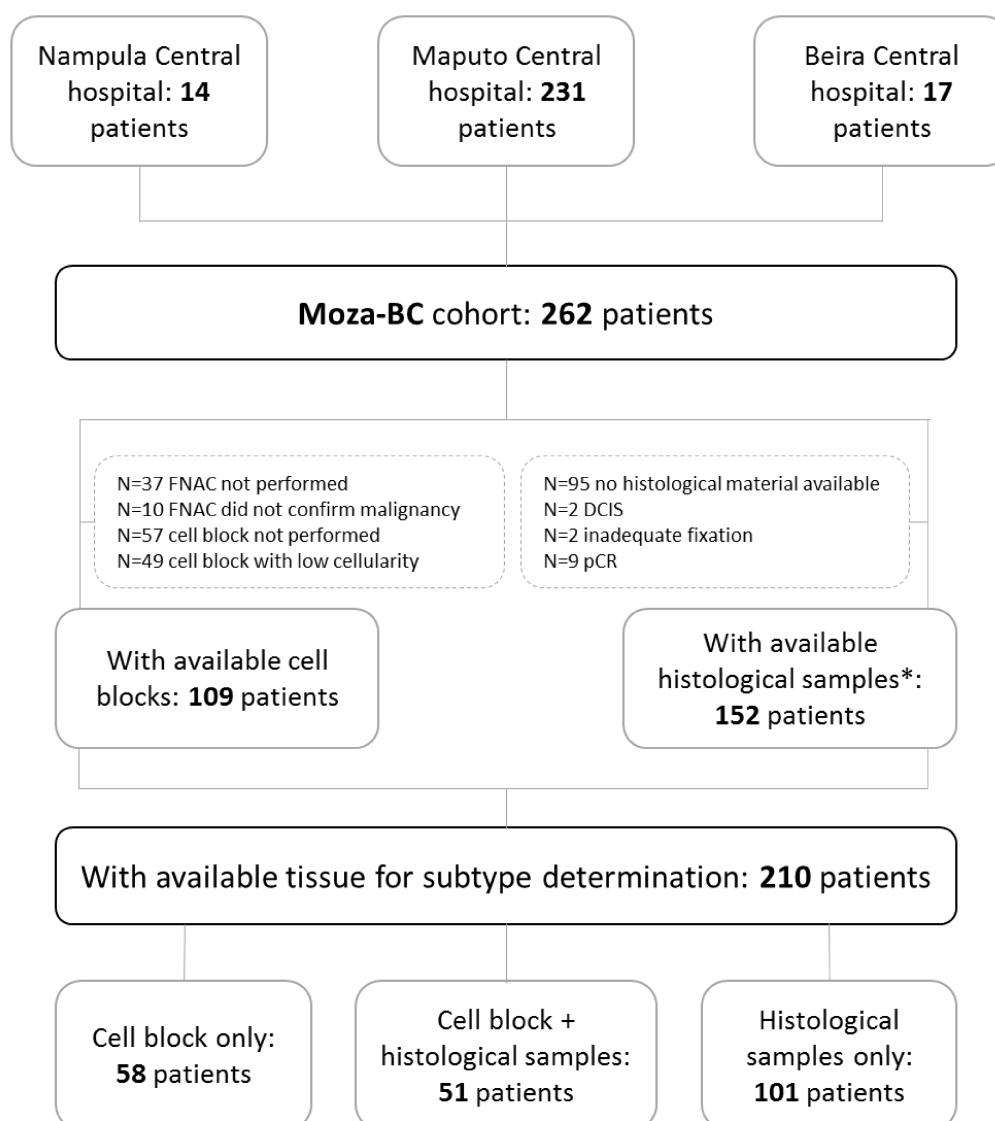 Nampula Central
hospital: 14
patients
Maputo Central
hospital: 231
patients
Beira Central
hospital: 17
patients
Moza-BC cohort: 262 patients
N=37 FNAC not performed
N=10 FNAC did not confirm malignancy
N=57 cell block not performed
N=49 cell block with low cellularity
N=95 no histological material available
N=2 DCIS
N=2 inadequate fixation
N=9 pCR
With available cell
blocks: 109 patients
With available
histological samples*:
152 patients
With available tissue for subtype determination: 210 patients
Cell block only:
58 patients
Cell block +
histological samples:
51 patients
Histological
samples only:
101 patients